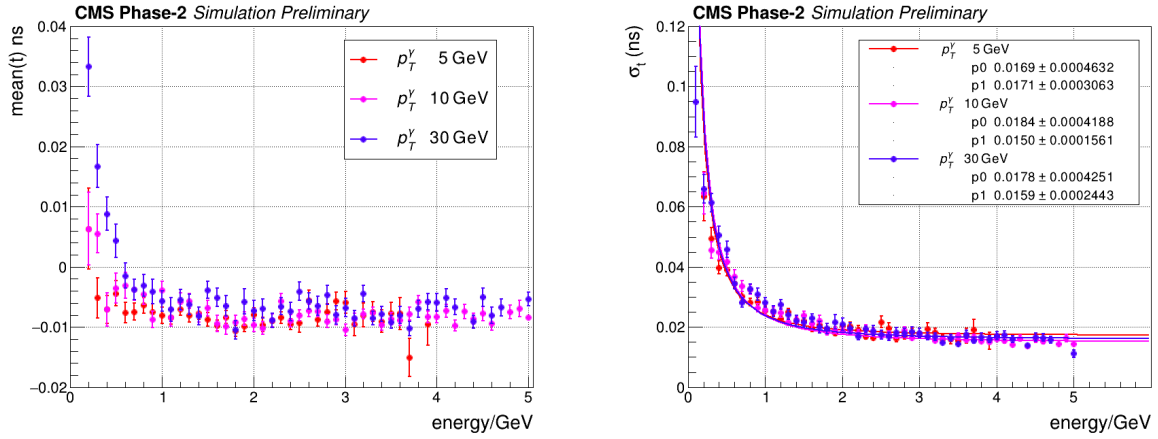 CMS Phase-2 Simulation Preliminary
mean(t) ns
0.04
0.03
0.02
0.01
0
−0.01
−0.02
p_T^γ 5 GeV
p_T^γ 10 GeV
p_T^γ 30 GeV
0 1 2 3 4 5
energy/GeV
CMS Phase-2 Simulation Preliminary
σ_t (ns)
0.12
0.1
0.08
0.06
0.04
0.02
0
p_T^γ 5 GeV
p0 0.0169 ± 0.0004632
p1 0.0171 ± 0.0003063
p_T^γ 10 GeV
p0 0.0184 ± 0.0004188
p1 0.0150 ± 0.0001561
p_T^γ 30 GeV
p0 0.0178 ± 0.0004251
p1 0.0159 ± 0.0002443
0 1 2 3 4 5
energy/GeV